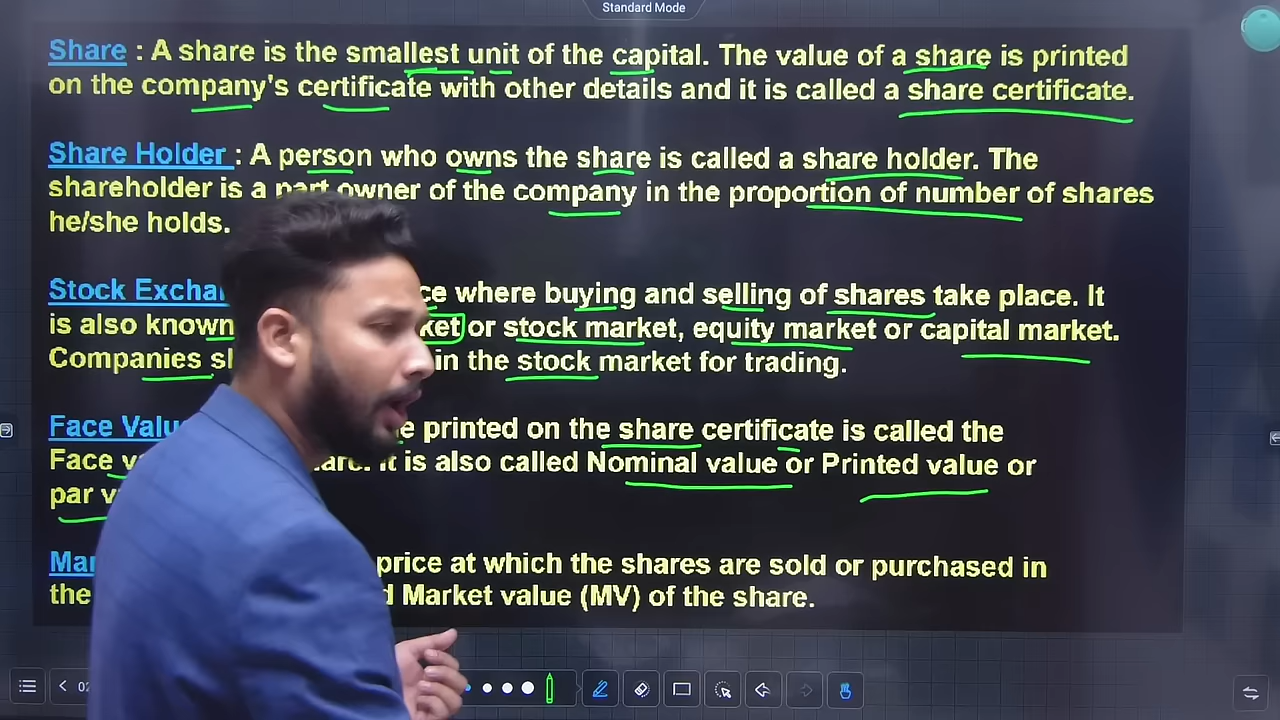 Standard Mode
Share : A share is the smallest unit of the capital. The value of a share is printed
on the company's certificate with other details and it is called a share certificate.
Share Holder : A person who owns the share is called a share holder. The
shareholder is a part owner of the company in the proportion of number of shares
he/she holds.
Stock where buying and selling of shares take place. It
is also known or stock market, equity market or capital market.
Companies in the stock market for trading.
Face printed on the share certificate is called the
Face It is also called Nominal value or Printed value or
par
price at which the shares are sold or purchased in
the Market value (MV) of the share.